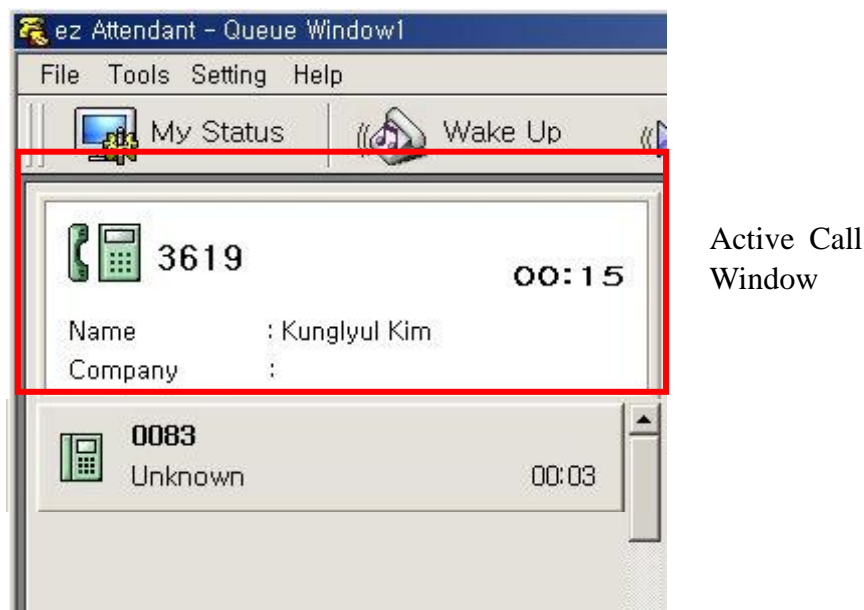 ez Attendant - Queue Window1
File Tools Setting Help
My Status Wake Up
3619
00:15
Name : Kunglyul Kim
Company :
Active Call
Window
0083
Unknown 00:03